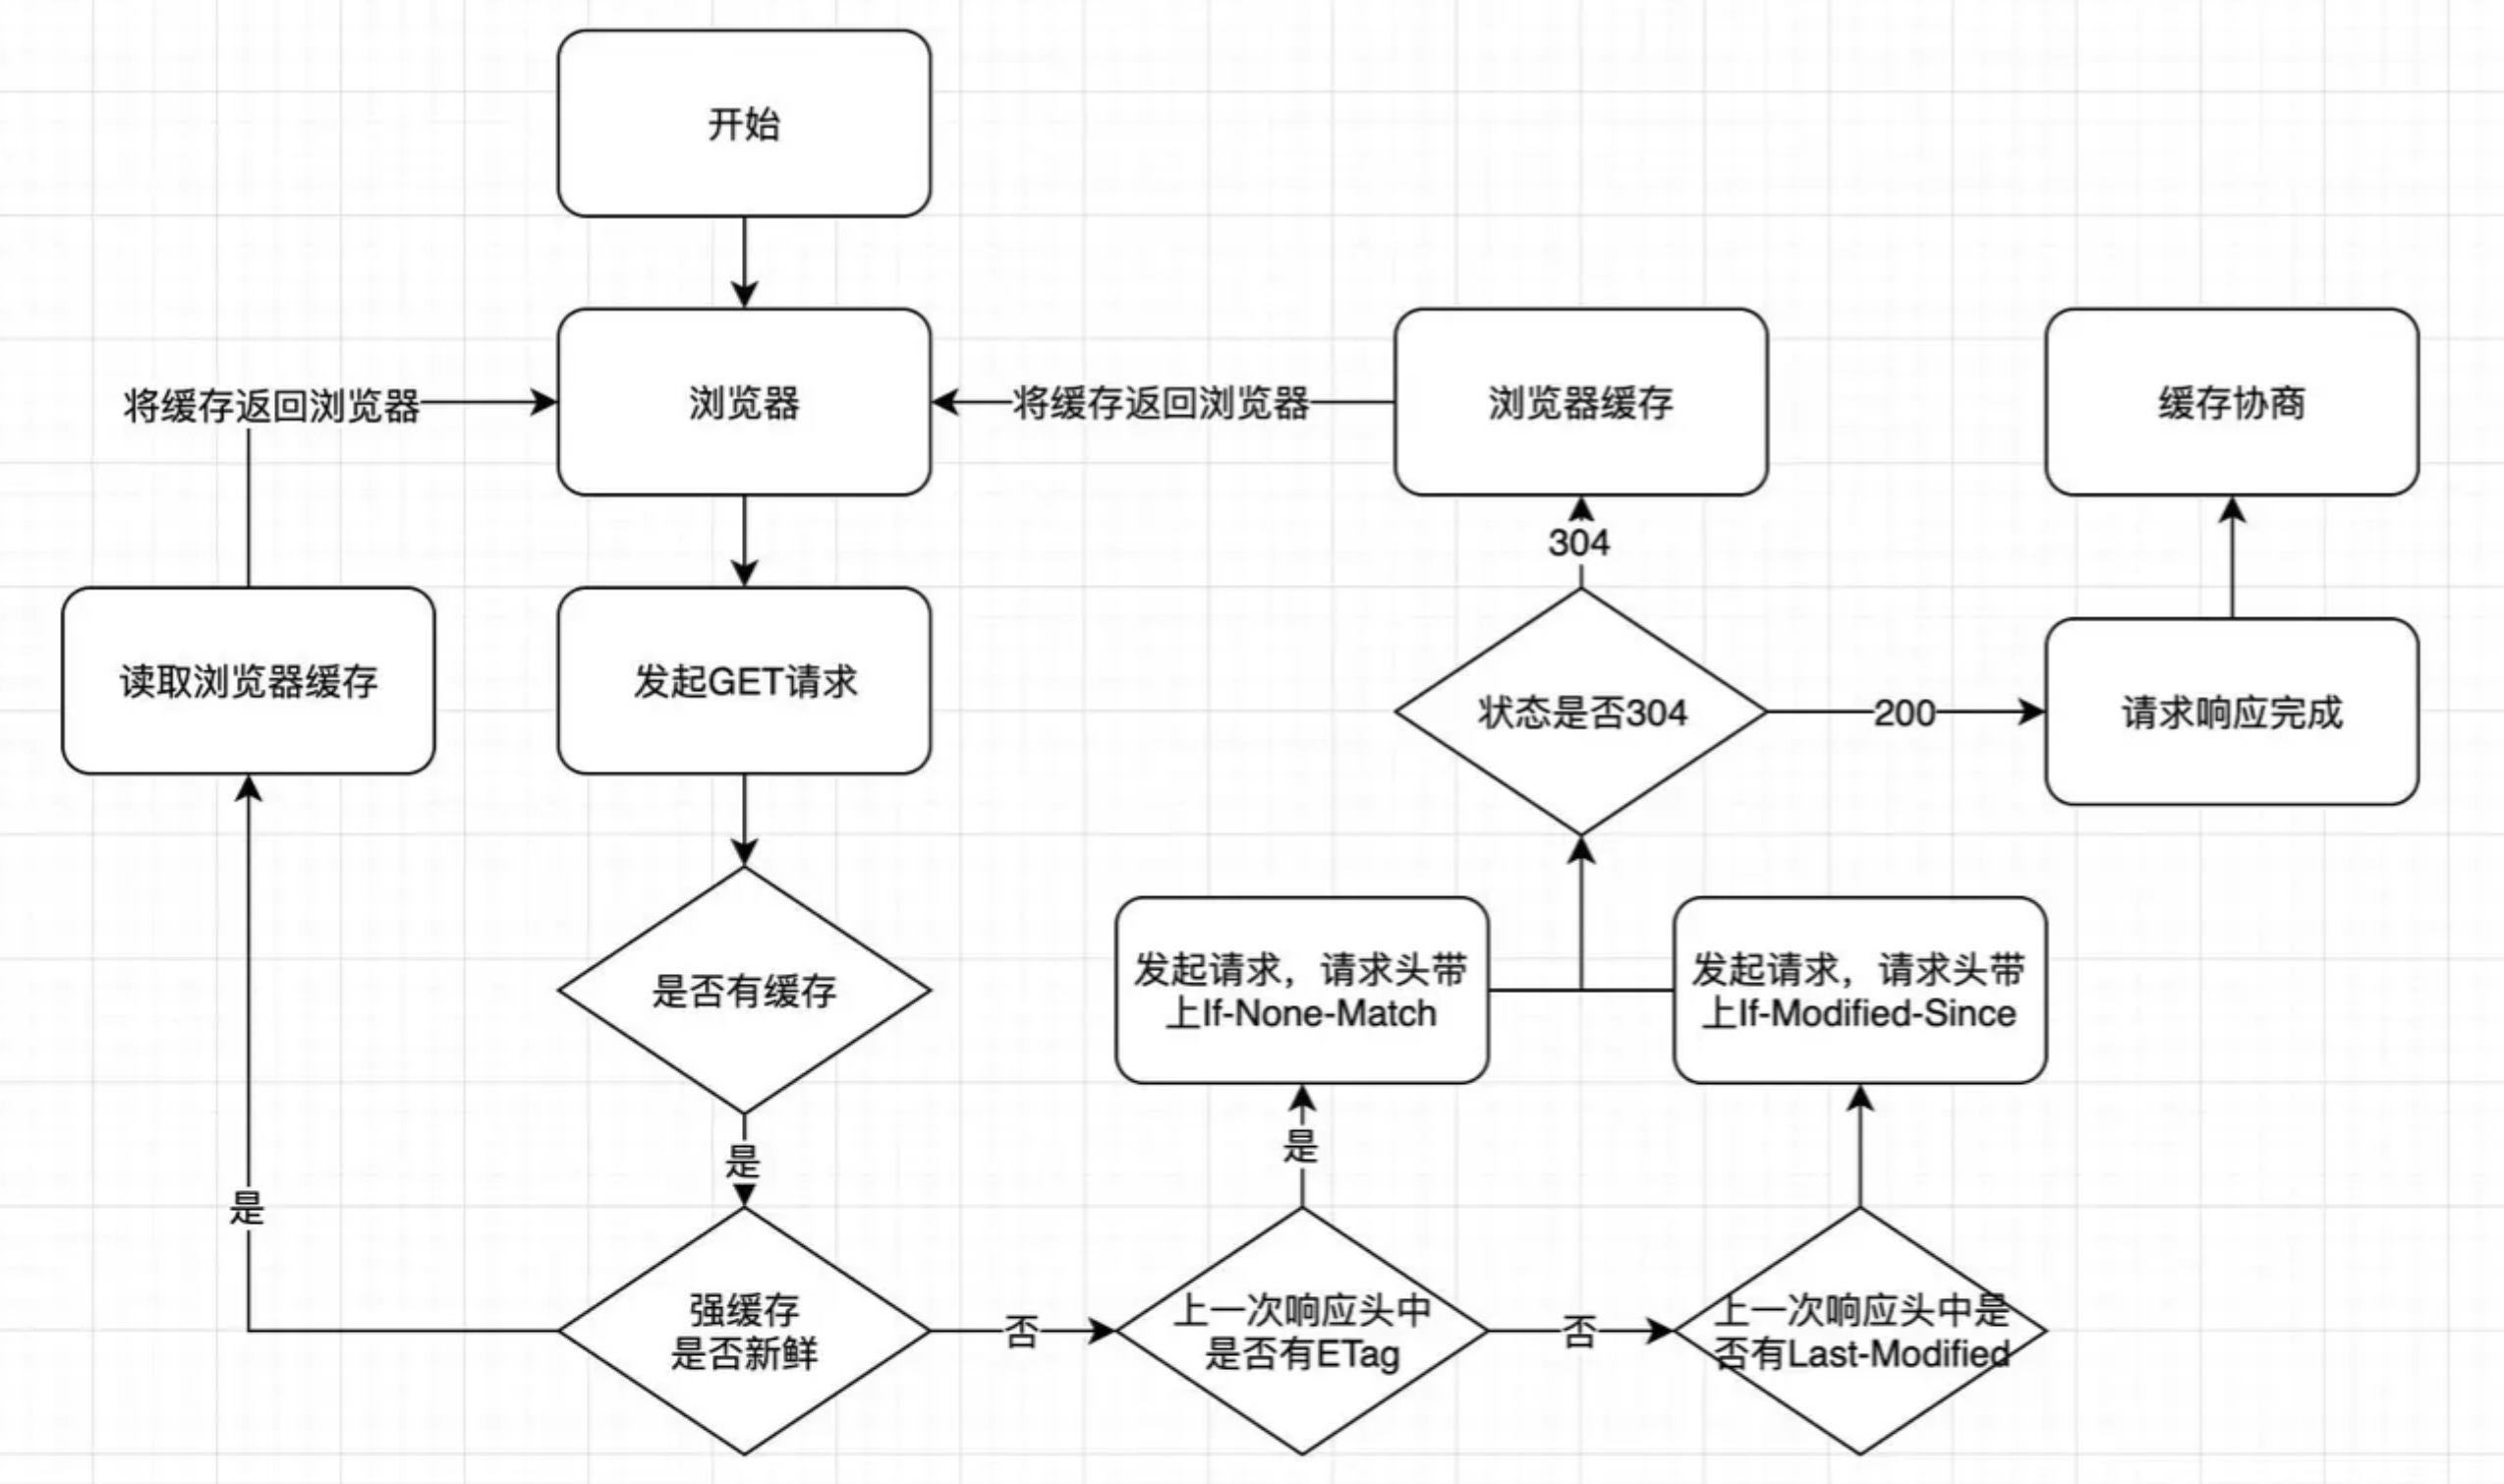 开始
将缓存返回浏览器
浏览器
将缓存返回浏览器
浏览器缓存
缓存协商
304
读取浏览器缓存
发起GET请求
状态是否304
200
请求响应完成
是否有缓存
发起请求，请求头带
上If-None-Match
发起请求，请求头带
上If-Modified-Since
是
是
是
强缓存
是否新鲜
否
上一次响应头中
是否有ETag
否
上一次响应头中是
否有Last-Modified